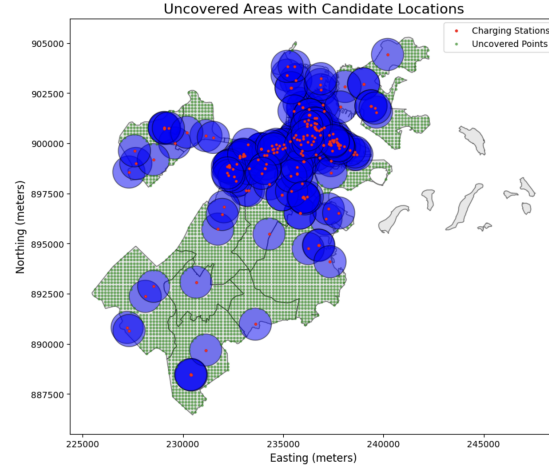 Uncovered Areas with Candidate Locations
Charging Stations
Uncovered Points
Northing (meters)
905000
902500
900000
897500
895000
892500
890000
887500
225000 230000 235000 240000 245000
Easting (meters)